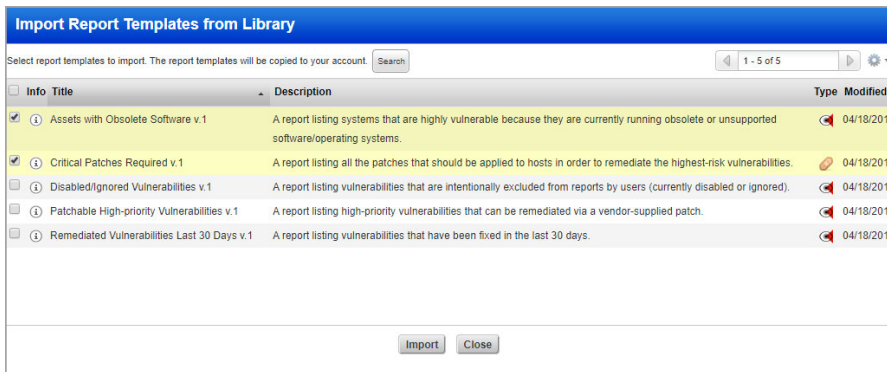 Import Report Templates from Library
Select report templates to import. The report templates will be copied to your account. Search 1 - 5 of 5
Info Title Description Type Modified
Assets with Obsolete Software v.1 A report listing systems that are highly vulnerable because they are currently running obsolete or unsupported 04/18/201
software/operating systems.
Critical Patches Required v.1 A report listing all the patches that should be applied to hosts in order to remediate the highest-risk vulnerabilities. 04/18/201
Disabled/Ignored Vulnerabilities v.1 A report listing vulnerabilities that are intentionally excluded from reports by users (currently disabled or ignored). 04/18/201
Patchable High-priority Vulnerabilities v.1 A report listing high-priority vulnerabilities that can be remediated via a vendor-supplied patch. 04/18/201
Remediated Vulnerabilities Last 30 Days v.1 A report listing vulnerabilities that have been fixed in the last 30 days. 04/18/201
Import Close